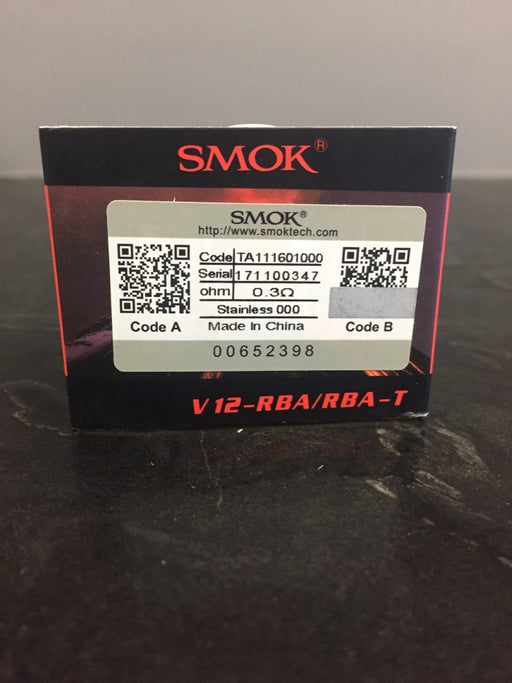 SMOK®
SMOK®
http://www.smoktech.com
Code TA111601000
Serial 171100347
ohm 0.3Ω
Stainless 000
Made In China
Code A
Code B
00652398
V12-RBA/RBA-T